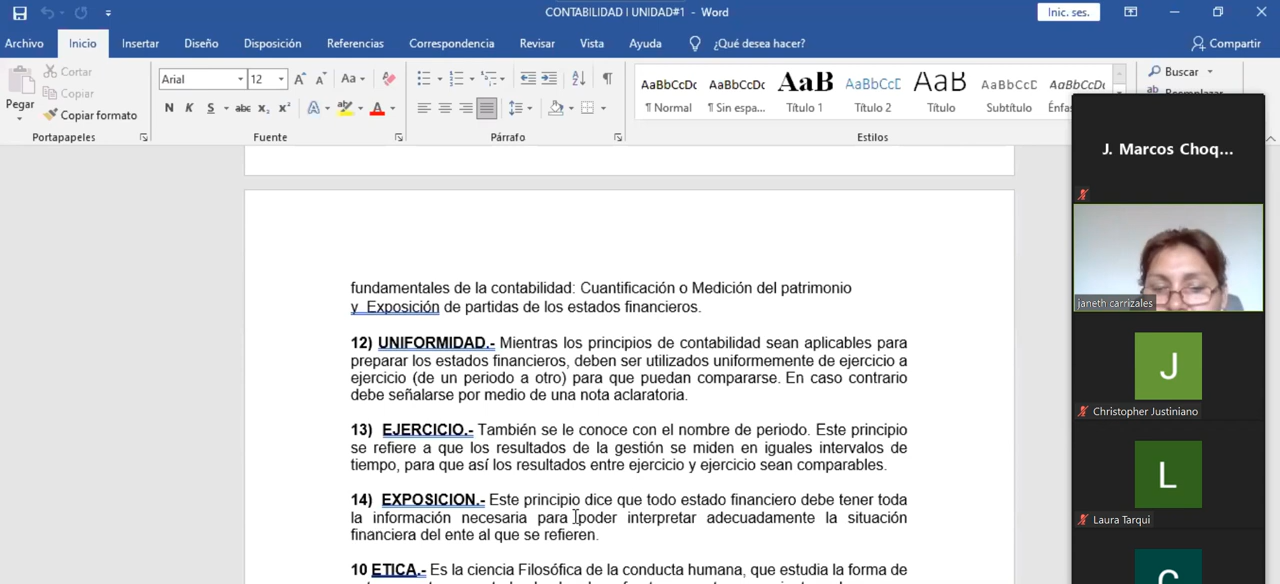 CONTABILIDAD I UNIDAD#1 - Word
Inic. ses.
Archivo Inicio Insertar Diseño Disposición Referencias Correspondencia Revisar Vista Ayuda ¿Qué desea hacer? Compartir
Pegar
Cortar
Copiar
Copiar formato
Portapapeles
Arial 12
N K S abc x₂ x²
Fuente
Párrafo
AaBbCcDc AaBbCcDc AaB AaBbCcD AaB AaBbCcD AaBbCcDc
¶ Normal ¶ Sin espa... Título 1 Título 2 Título Subtítulo
Estilos
Buscar
Reemplazar
fundamentales de la contabilidad: Cuantificación o Medición del patrimonio
y Exposición de partidas de los estados financieros.
12) UNIFORMIDAD.- Mientras los principios de contabilidad sean aplicables para
preparar los estados financieros, deben ser utilizados uniformemente de ejercicio a
ejercicio (de un periodo a otro) para que puedan compararse. En caso contrario
debe señalarse por medio de una nota aclaratoria.
13) EJERCICIO.- También se le conoce con el nombre de periodo. Este principio
se refiere a que los resultados de la gestión se miden en iguales intervalos de
tiempo, para que así los resultados entre ejercicio y ejercicio sean comparables.
14) EXPOSICION.- Este principio dice que todo estado financiero debe tener toda
la información necesaria para poder interpretar adecuadamente la situación
financiera del ente al que se refieren.
10 ETICA.- Es la ciencia Filosófica de la conducta humana, que estudia la forma de
J. Marcos Choq...
janeth carrizales
J
Christopher Justiniano
L
Laura Tarqui